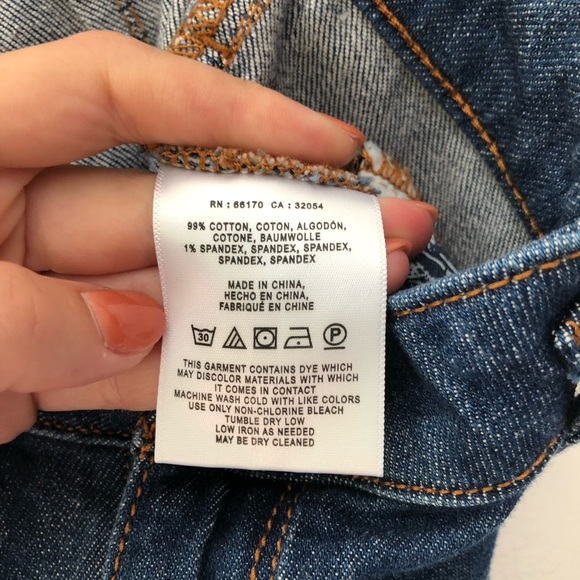 RN : 66170 CA : 32054
99% COTTON, COTON, ALGODÓN,
COTONÉ, BAUMWOLLE
1% SPANDEX, SPANDEX, SPANDEX,
SPANDEX, SPANDEX
MADE IN CHINA,
HECHO EN CHINA,
FABRIQUÉ EN CHINE
30 P
THIS GARMENT CONTAINS DYE WHICH
MAY DISCOLOR MATERIALS WITH WHICH
IT COMES IN CONTACT
MACHINE WASH COLD WITH LIKE COLORS
USE ONLY NON-CHLORINE BLEACH
TUMBLE DRY LOW
LOW IRON AS NEEDED
MAY BE DRY CLEANED